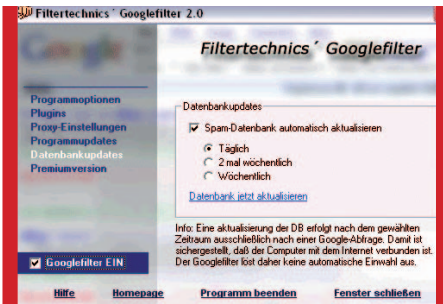 Filtertechnics´ Googlefilter 2.0
Filtertechnics´ Googlefilter
Programmoptionen
Plugins
Proxy-Einstellungen
Programmupdates
Datenbankupdates
Premiumversion
Datenbankupdates
Spam-Datenbank automatisch aktualisieren
Täglich
2 mal wöchentlich
Wöchentlich
Datenbank jetzt aktualisieren
Info: Eine aktualisierung der DB erfolgt nach dem gewählten
Zeitraum ausschließlich nach einer Google-Abfrage. Damit ist
sichergestellt, daß der Computer mit dem Internet verbunden ist.
Der Googlefilter löst daher keine automatische Einwahl aus.
Googlefilter EIN
Hilfe Homepage Programm beenden Fenster schließen